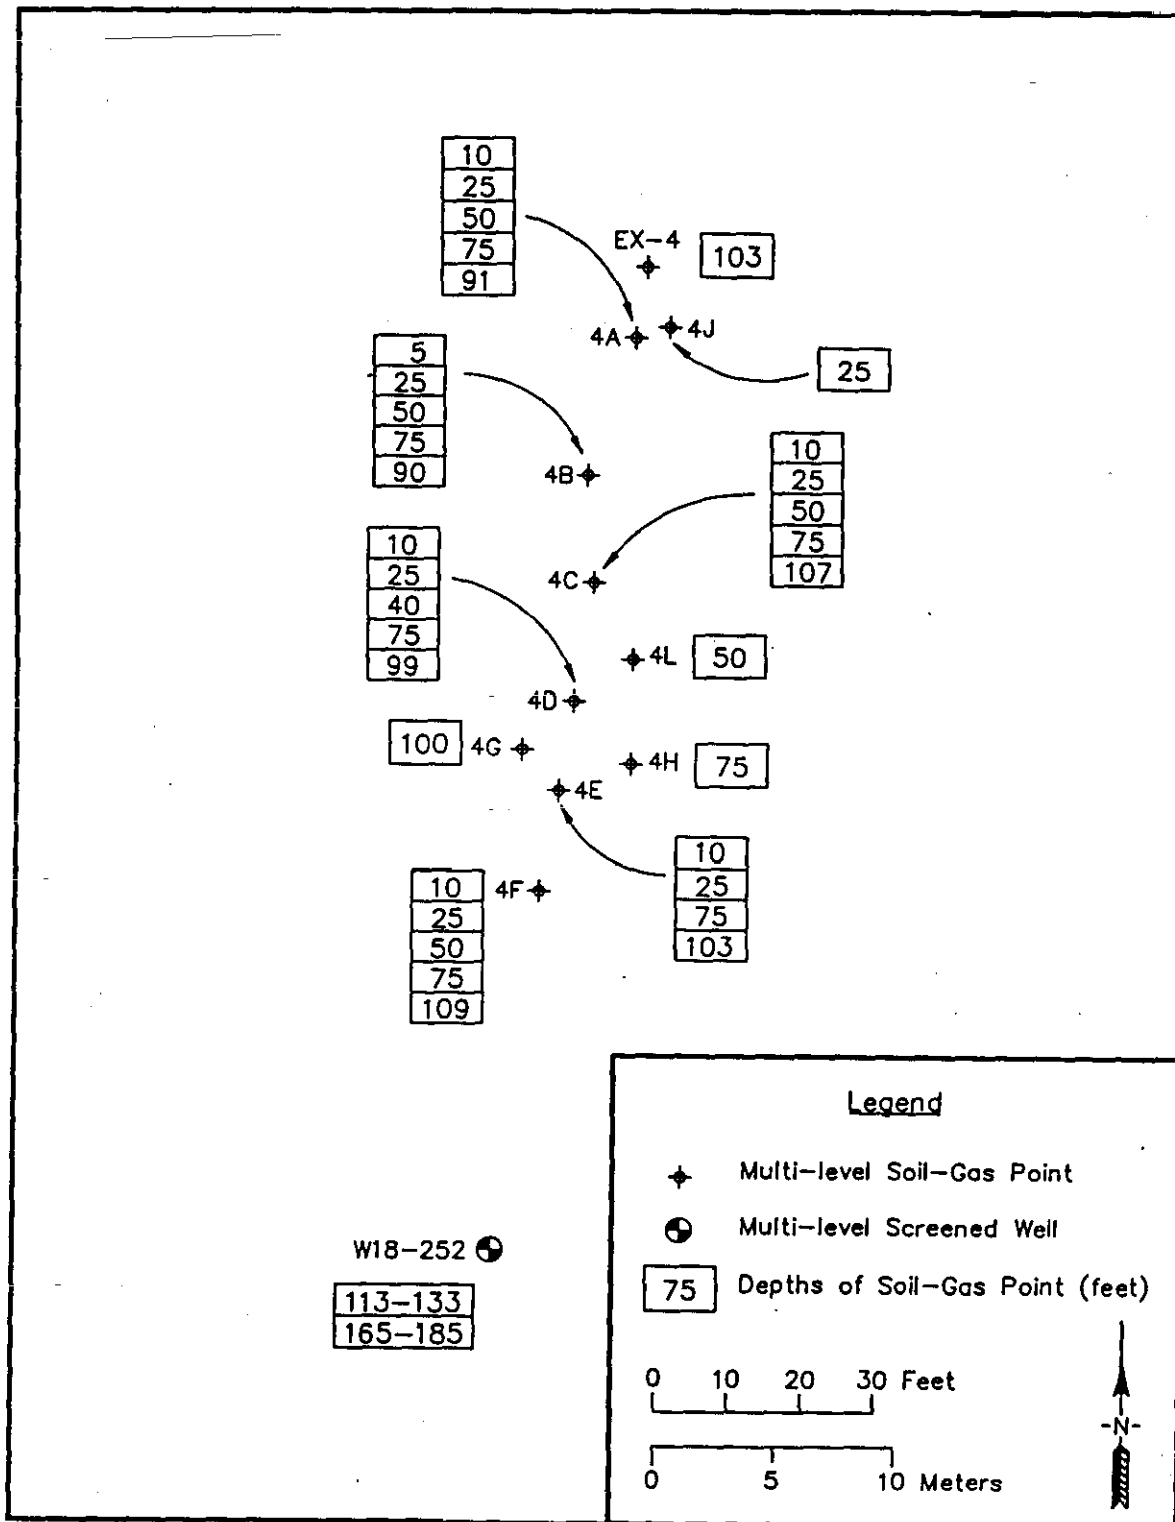 10
25
50
75
91
EX-4
103
4A
4J
25
5
25
50
75
90
4B
10
25
50
75
107
4C
10
25
40
75
99
4L
50
4D
100
4G
4H
75
4E
10
25
75
103
4F
10
25
50
75
109
W18-252
113-133
165-185
Legend
Multi-level Soil-Gas Point
Multi-level Screened Well
75 Depths of Soil-Gas Point (feet)
0 10 20 30 Feet
0 5 10 Meters
-N-